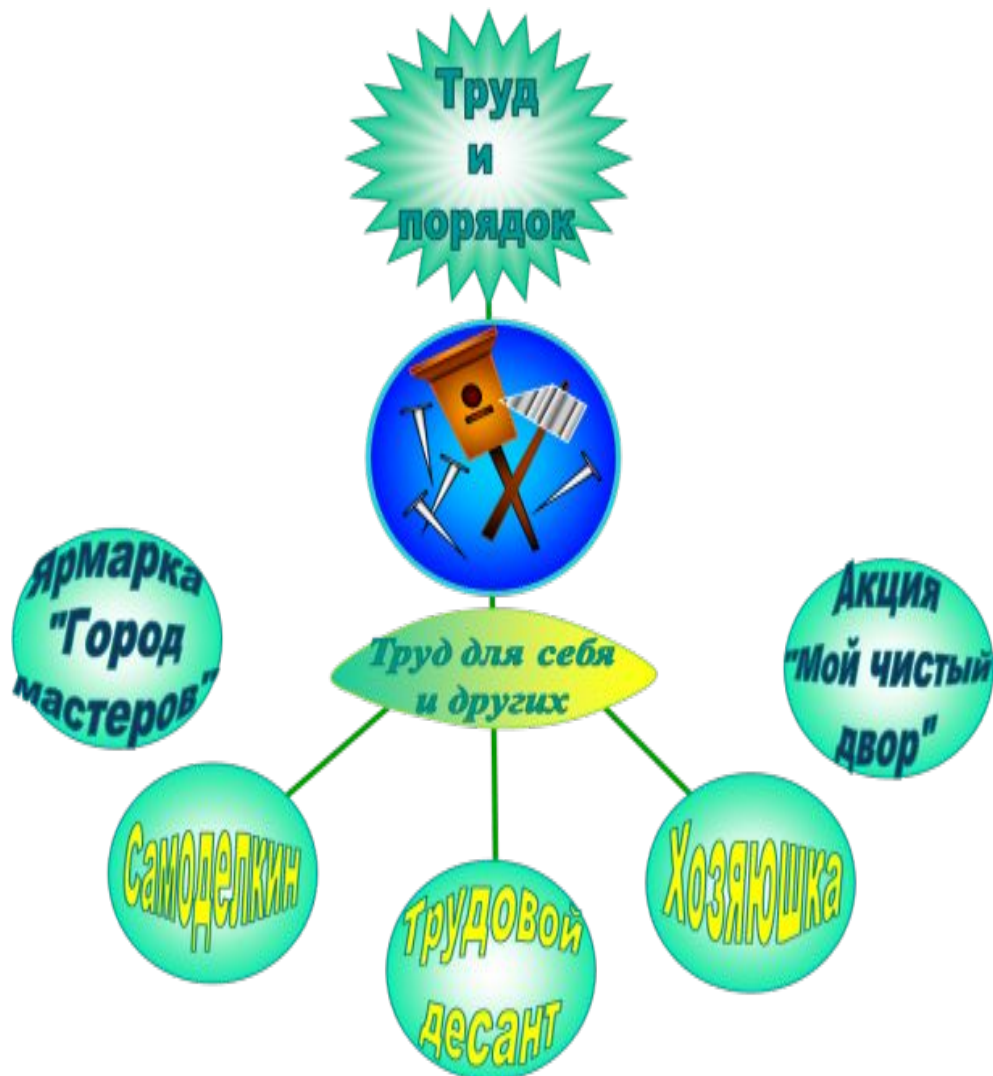 Труд
и
порядок
Ярмарка
"Город
мастеров"
Акция
"Мой чистый
двор"
Труд для себя
и других
Самоделкин
Трудовой
десант
Хозяюшка